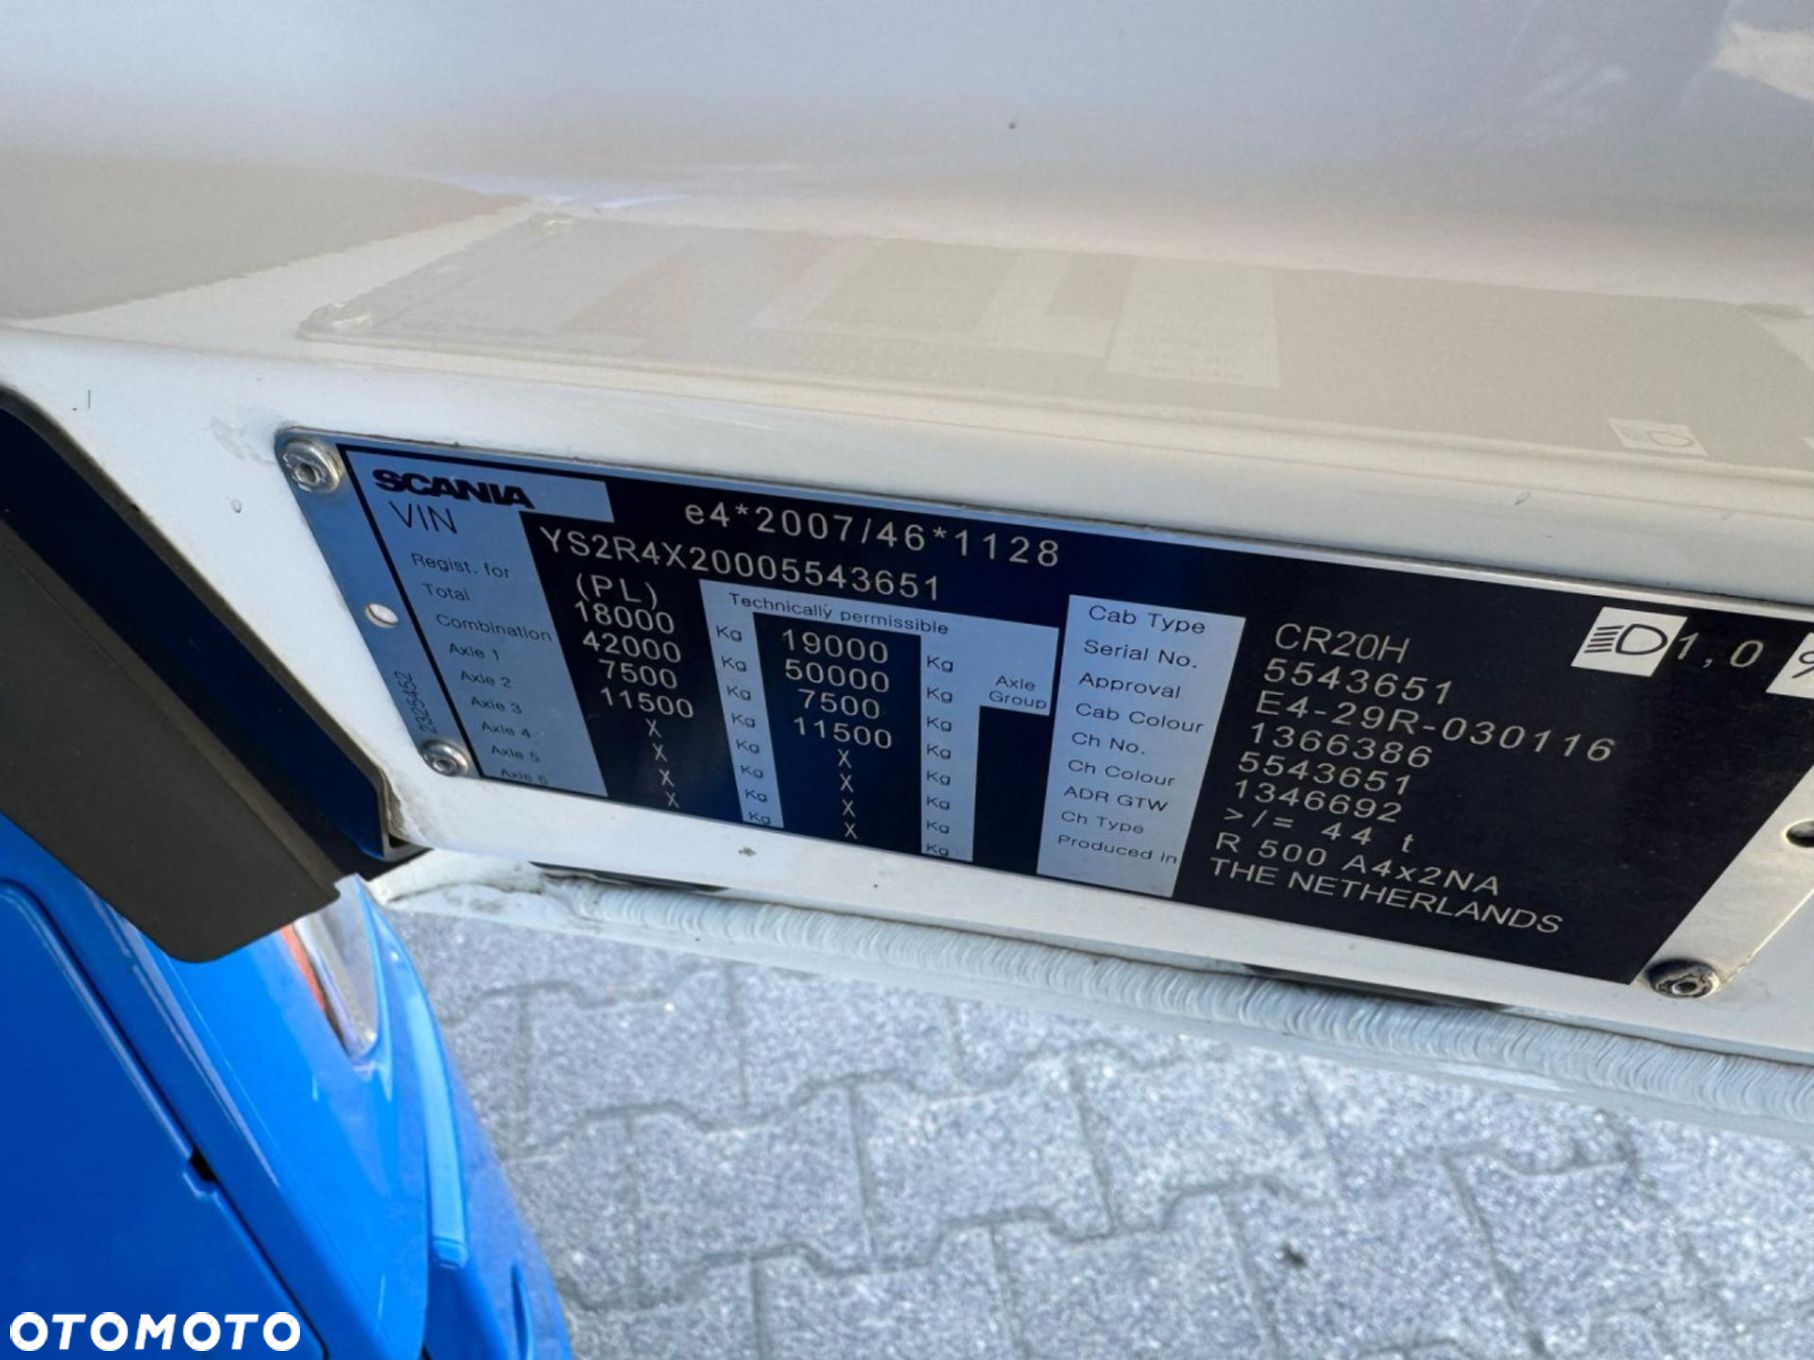 SCANIA
e4*2007/46*1128
VIN YS2R4X20005543651
Regist. for (PL)
Technically permissible
Total 18000 Kg 19000 Kg
Combination 42000 Kg 50000 Kg
Axle 1 7500 Kg 7500 Kg
Axle 2 11500 Kg 11500 Kg
Axle 3 X Kg X Kg
Axle 4 X Kg X Kg
Axle 5 X Kg X Kg
Axle 6 X Kg X Kg
Axle Group
2325452
Cab Type CR20H
Serial No. 5543651
Approval E4-29R-030116
Cab Colour 1366386
Ch No. 5543651
Ch Colour 1346692
ADR GTW >/= 44 t
Ch Type R 500 A4x2NA
Produced in THE NETHERLANDS
1,0
OTOMOTO